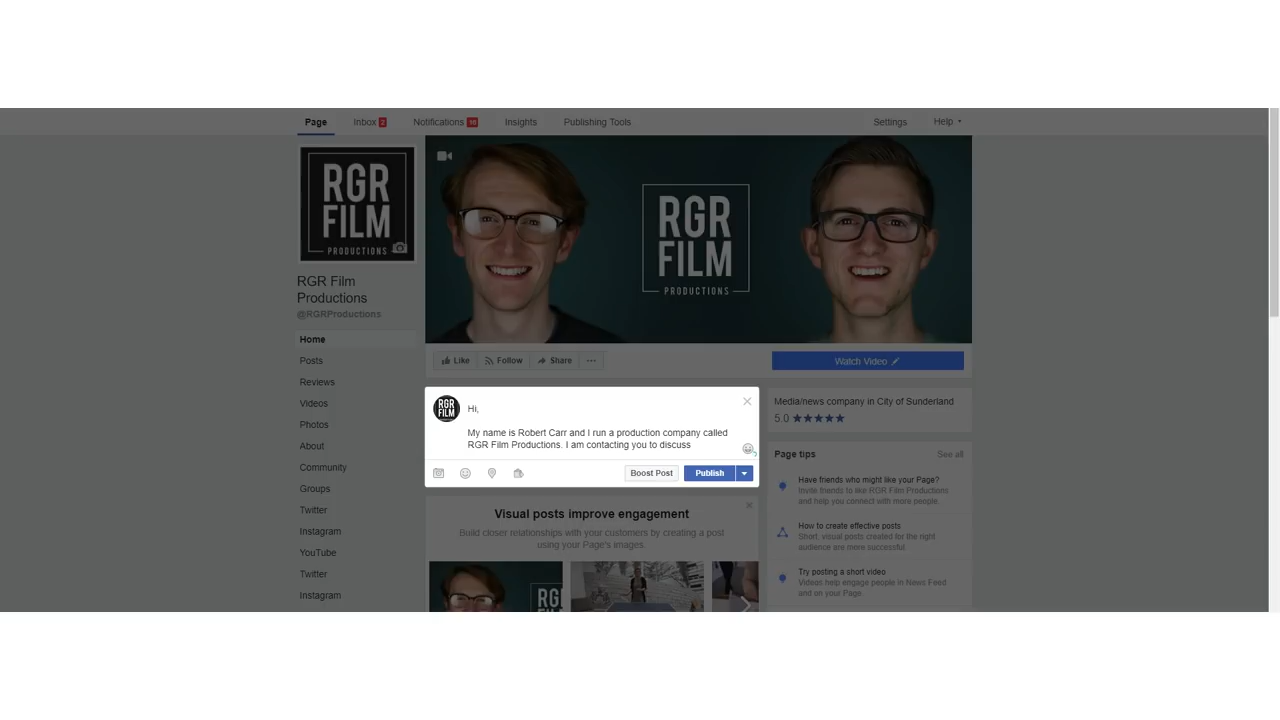 Page
Inbox 2
Notifications
Insights
Publishing Tools
Settings
Help
RGR
FILM
PRODUCTIONS
RGR
FILM
PRODUCTIONS
RGR Film
Productions
@RGRProductions
Home
Posts
Reviews
Videos
Photos
About
Community
Groups
Twitter
Instagram
YouTube
Twitter
Instagram
Like
Follow
Share
...
Watch Video
RGR
FILM
Hi,
My name is Robert Carr and I run a production company called
RGR Film Productions. I am contacting you to discuss
Boost Post
Publish
Visual posts improve engagement
Build closer relationships with your customers by creating a post
using your Page's images.
RG
Media/news company in City of Sunderland
5.0 ★★★★★
Page tips
See all
Have friends who might like your Page?
Invite friends to like RGR Film Productions
and help you connect with more people.
How to create effective posts
Short, visual posts created for the right
audience are more successful.
Try posting a short video
Videos help engage people in News Feed
and on your Page.